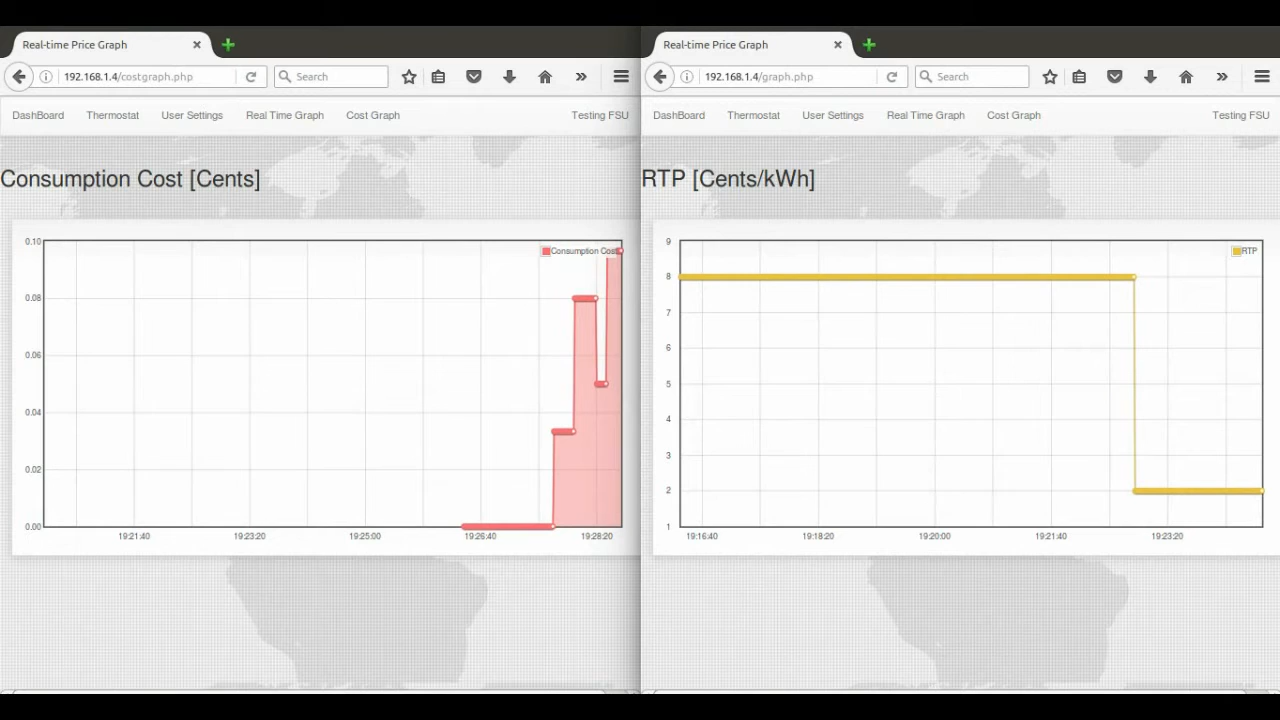 Real-time Price Graph
192.168.1.4/costgraph.php
Search
DashBoard Thermostat User Settings Real Time Graph Cost Graph Testing FSU
Consumption Cost [Cents]
Consumption Cost
0.10
0.08
0.06
0.04
0.02
0.00
19:21:40 19:23:20 19:25:00 19:26:40 19:28:20
Real-time Price Graph
192.168.1.4/graph.php
Search
DashBoard Thermostat User Settings Real Time Graph Cost Graph Testing FSU
RTP [Cents/kWh]
RTP
9
8
7
6
5
4
3
2
1
19:16:40 19:18:20 19:20:00 19:21:40 19:23:20